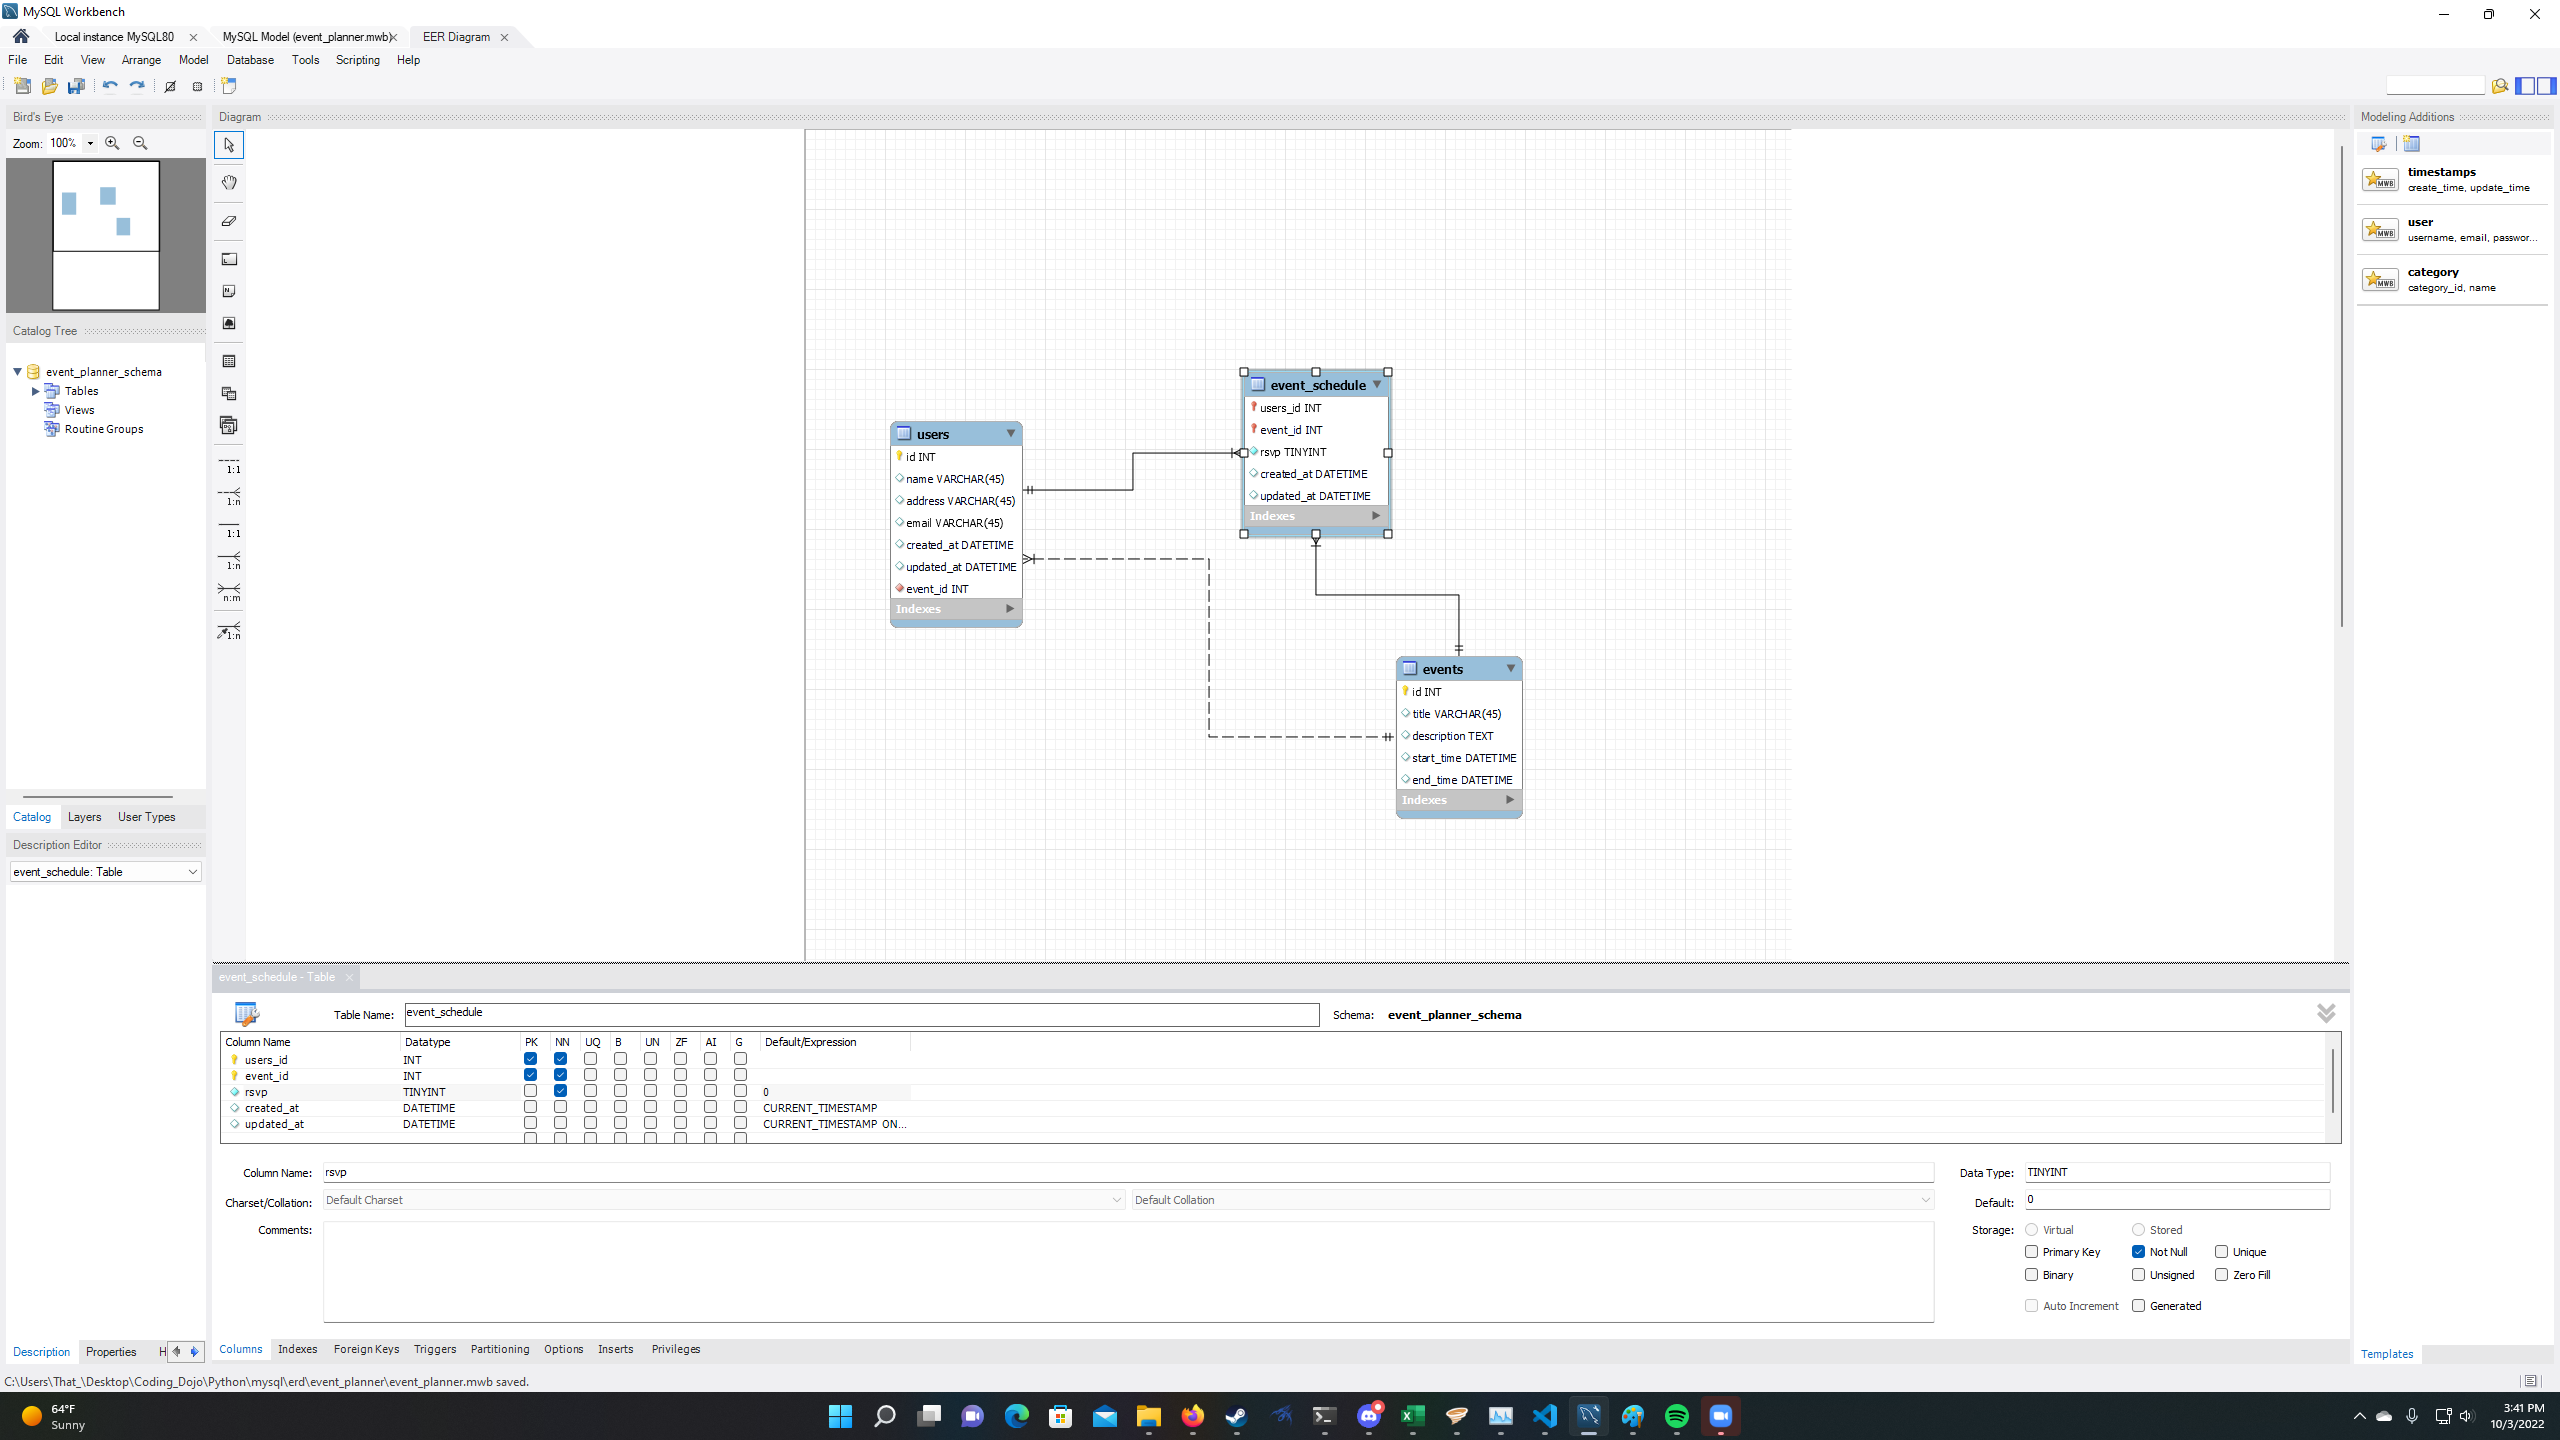 MySQL Workbench
Local instance MySQL80
MySQL Model (event_planner.mwb)
EER Diagram
File Edit View Arrange Model Database Tools Scripting Help
Bird's Eye
Zoom: 100%
Catalog Tree
event_planner_schema
Tables
Views
Routine Groups
Catalog Layers User Types
Description Editor
event_schedule: Table
Description Properties H
Diagram
1:1
1:n
1:1
1:n
n:m
1:n
users
id INT
name VARCHAR(45)
address VARCHAR(45)
email VARCHAR(45)
created_at DATETIME
updated_at DATETIME
event_id INT
Indexes
event_schedule
users_id INT
event_id INT
rsvp TINYINT
created_at DATETIME
updated_at DATETIME
Indexes
events
id INT
title VARCHAR(45)
description TEXT
start_time DATETIME
end_time DATETIME
Indexes
Modeling Additions
MWB
timestamps
create_time, update_time
MWB
user
username, email, passwor...
MWB
category
category_id, name
Templates
event_schedule - Table
Table Name: event_schedule Schema: event_planner_schema
Column Name Datatype PK NN UQ B UN ZF AI G Default/Expression
users_id INT
event_id INT
rsvp TINYINT 0
created_at DATETIME CURRENT_TIMESTAMP
updated_at DATETIME CURRENT_TIMESTAMP ON...
Column Name: rsvp Data Type: TINYINT
Charset/Collation: Default Charset Default Collation Default: 0
Comments: Storage: Virtual Stored
Primary Key Not Null Unique
Binary Unsigned Zero Fill
Auto Increment Generated
Columns Indexes Foreign Keys Triggers Partitioning Options Inserts Privileges
C:\Users\That_\Desktop\Coding_Dojo\Python\mysql\erd\event_planner\event_planner.mwb saved.
64°F
Sunny
3:41 PM
10/3/2022